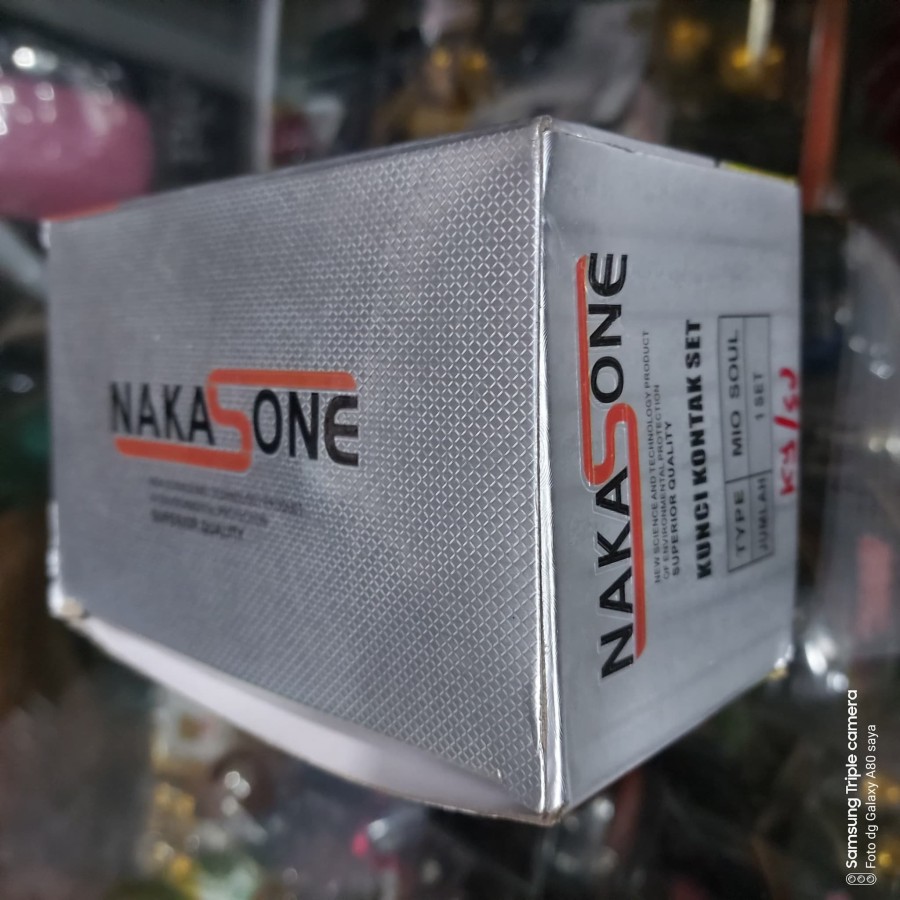 NAKASONE
SUPERIOR QUALITY
NAKASONE
NEW SCIENCE AND TECHNOLOGY PRODUCT
OF ENVIRONMENTAL PROTECTION
SUPERIOR QUALITY
KUNCI KONTAK SET
TYPE MIO SOUL
JUMLAH 1 SET
Samsung Triple camera
Foto dg Galaxy A80 saya